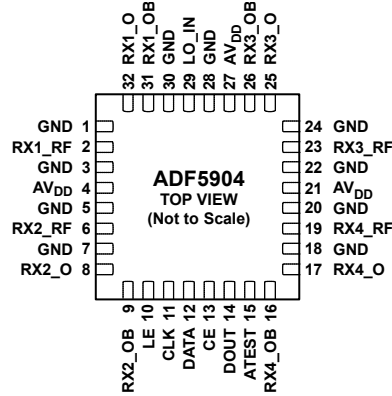 32 RX1_O
31 RX1_OB
30 GND
29 LO_IN
28 GND
27 AVDD
26 RX3_OB
25 RX3_O
GND 1
RX1_RF 2
GND 3
AVDD 4
GND 5
RX2_RF 6
GND 7
RX2_O 8
ADF5904
TOP VIEW
(Not to Scale)
24 GND
23 RX3_RF
22 GND
21 AVDD
20 GND
19 RX4_RF
18 GND
17 RX4_O
RX2_OB 9
LE 10
CLK 11
DATA 12
CE 13
DOUT 14
ATEST 15
RX4_OB 16